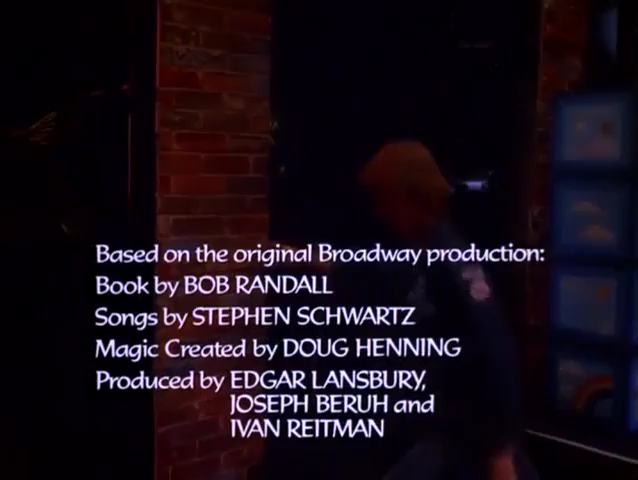 Based on the original Broadway production:
Book by BOB RANDALL
Songs by STEPHEN SCHWARTZ
Magic Created by DOUG HENNING
Produced by EDGAR LANSBURY,
JOSEPH BERUH and
IVAN REITMAN